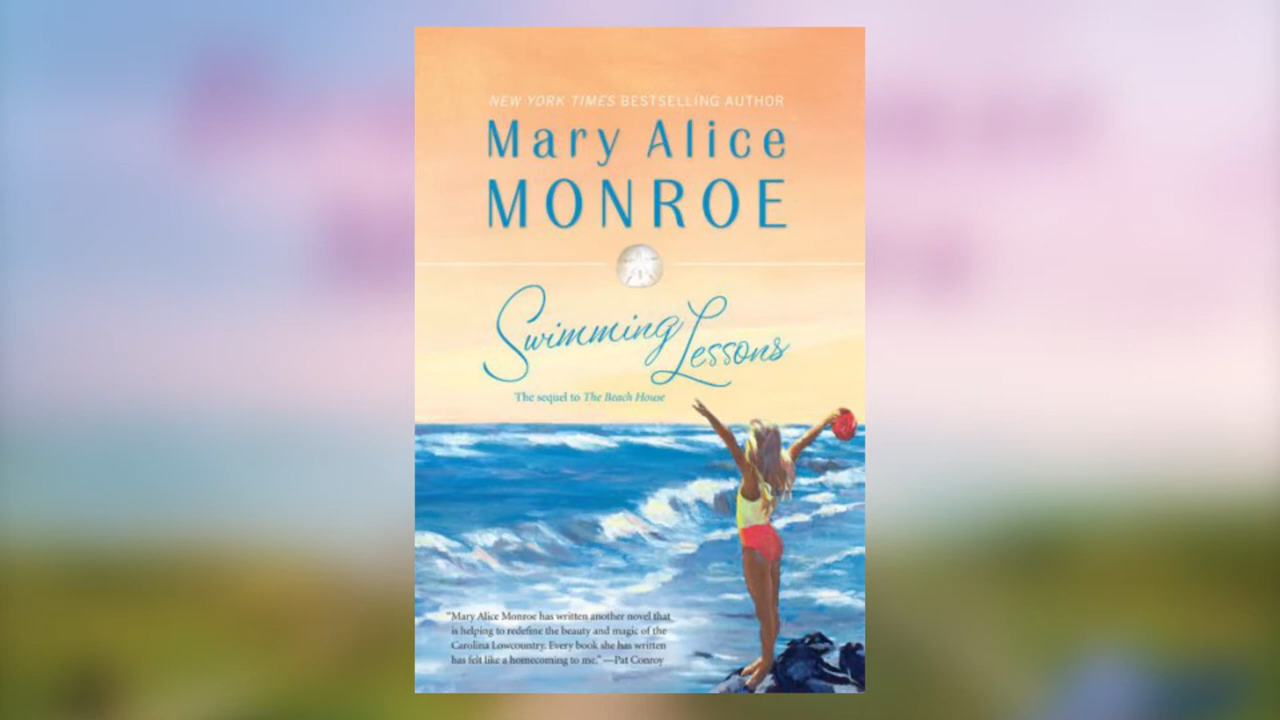 NEW YORK TIMES BESTSELLING AUTHOR
Mary Alice
MONROE
Swimming Lessons
The sequel to The Beach House
“Mary Alice Monroe has written another novel that
is helping to redefine the beauty and magic of the
Carolina Lowcountry. Every book she has written
has felt like a homecoming to me.” —Pat Conroy